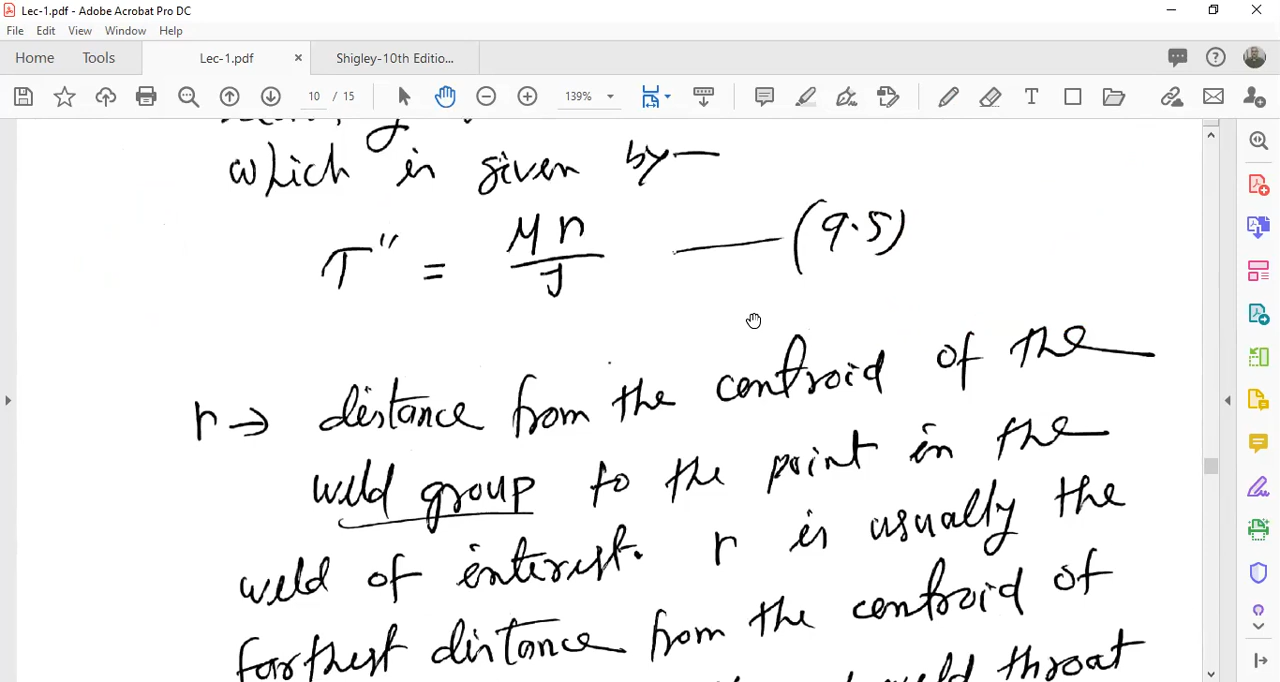 Lec-1.pdf - Adobe Acrobat Pro DC
File Edit View Window Help
Home Tools Lec-1.pdf × Shigley-10th Editio...
10 / 15 139%
which is given by—
τ" = Mr/J —— (9.5)
r → distance from the centroid of the
weld group to the point in the
weld of interest. r is usually the
farthest distance from the centroid of
weld throat